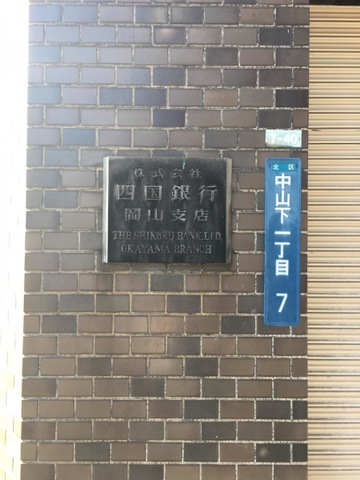 株式会社
四国銀行
岡山支店
THE SHIKOKU BANK, LTD.
OKAYAMA BRANCH
北区
中山下一丁目 7